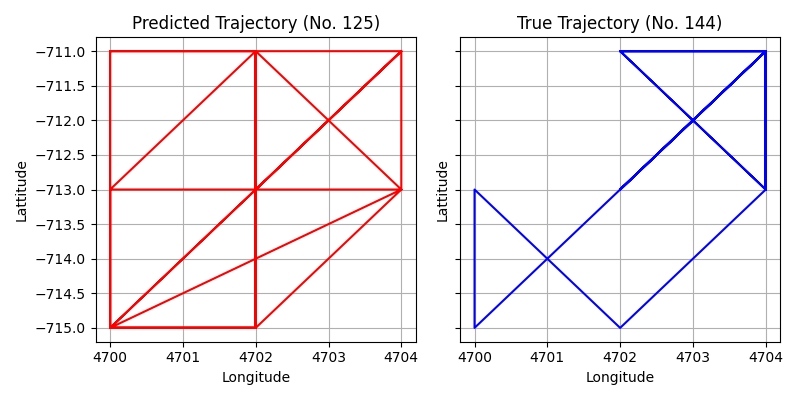 Predicted Trajectory (No. 125)
True Trajectory (No. 144)
−711.0
−711.5
−712.0
−712.5
−713.0
−713.5
−714.0
−714.5
−715.0
Lattitude
Lattitude
4700 4701 4702 4703 4704
4700 4701 4702 4703 4704
Longitude
Longitude